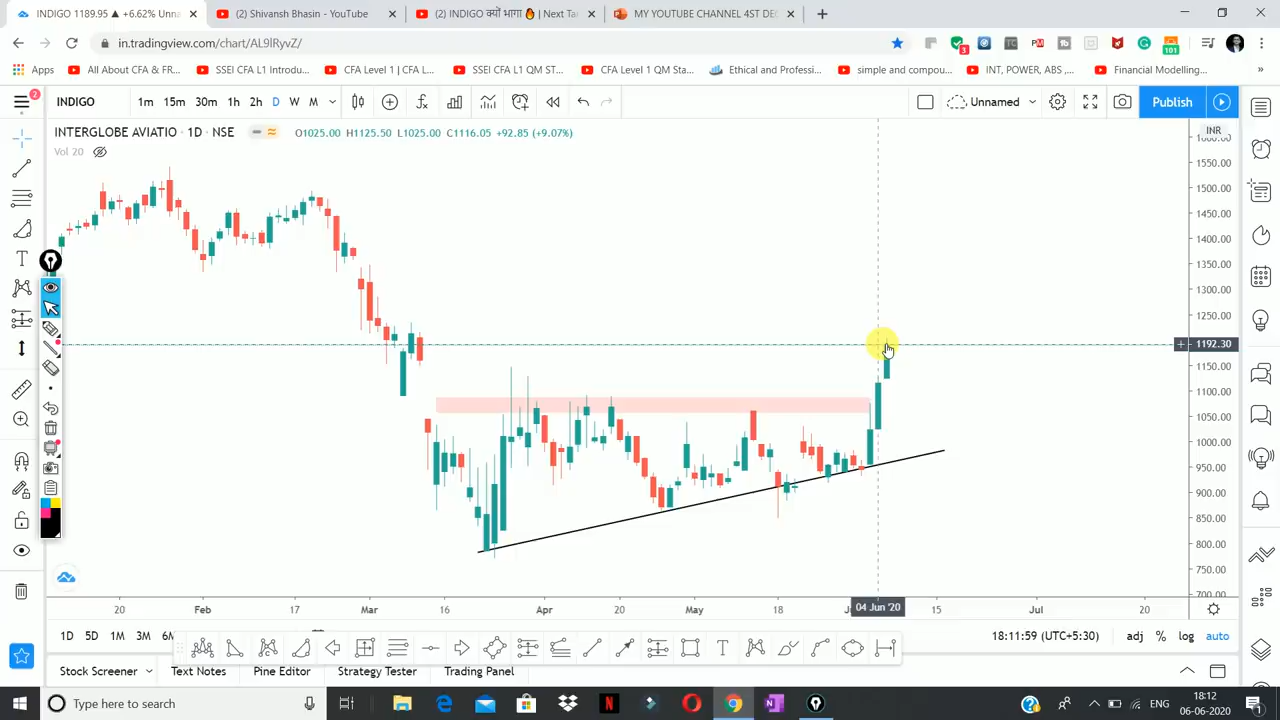 INDIGO 1189.95 ▲ +6.62% Unna
(2) Shivansh Bhasin - YouTube
(2) INDIGO क्यों भागा🔥 | Next Tar
MY YOUTUBE CHANNEL 4ST DEC
in.tradingview.com/chart/AL9lRyvZ/
3
101
Apps
All About CFA & FR...
SSEI CFA L1 Introdu...
CFA Level 1 | CFA L...
SSEI CFA L1 QM ST...
CFA Level 1 QM Sta...
Ethical and Professi...
simple and compou...
INT, POWER, ABS ,...
Financial Modelling...
»
2
INDIGO
1m 15m 30m 1h 2h D W M
Unnamed
Publish
INTERGLOBE AVIATIO · 1D · NSE
O1025.00 H1125.50 L1025.00 C1116.05 +92.85 (+9.07%)
INR
Vol 20
1550.00
1500.00
1450.00
1400.00
1350.00
1300.00
1250.00
1192.30
1150.00
1100.00
1050.00
1000.00
950.00
900.00
850.00
800.00
750.00
700.00
20 Feb 17 Mar 16 Apr 20 May 18
04 Jun '20
15 Jul 20
1D 5D 1M 3M
18:11:59 (UTC+5:30)
adj % log auto
Stock Screener
Text Notes
Pine Editor
Strategy Tester
Trading Panel
Type here to search
ENG
18:12
06-06-2020